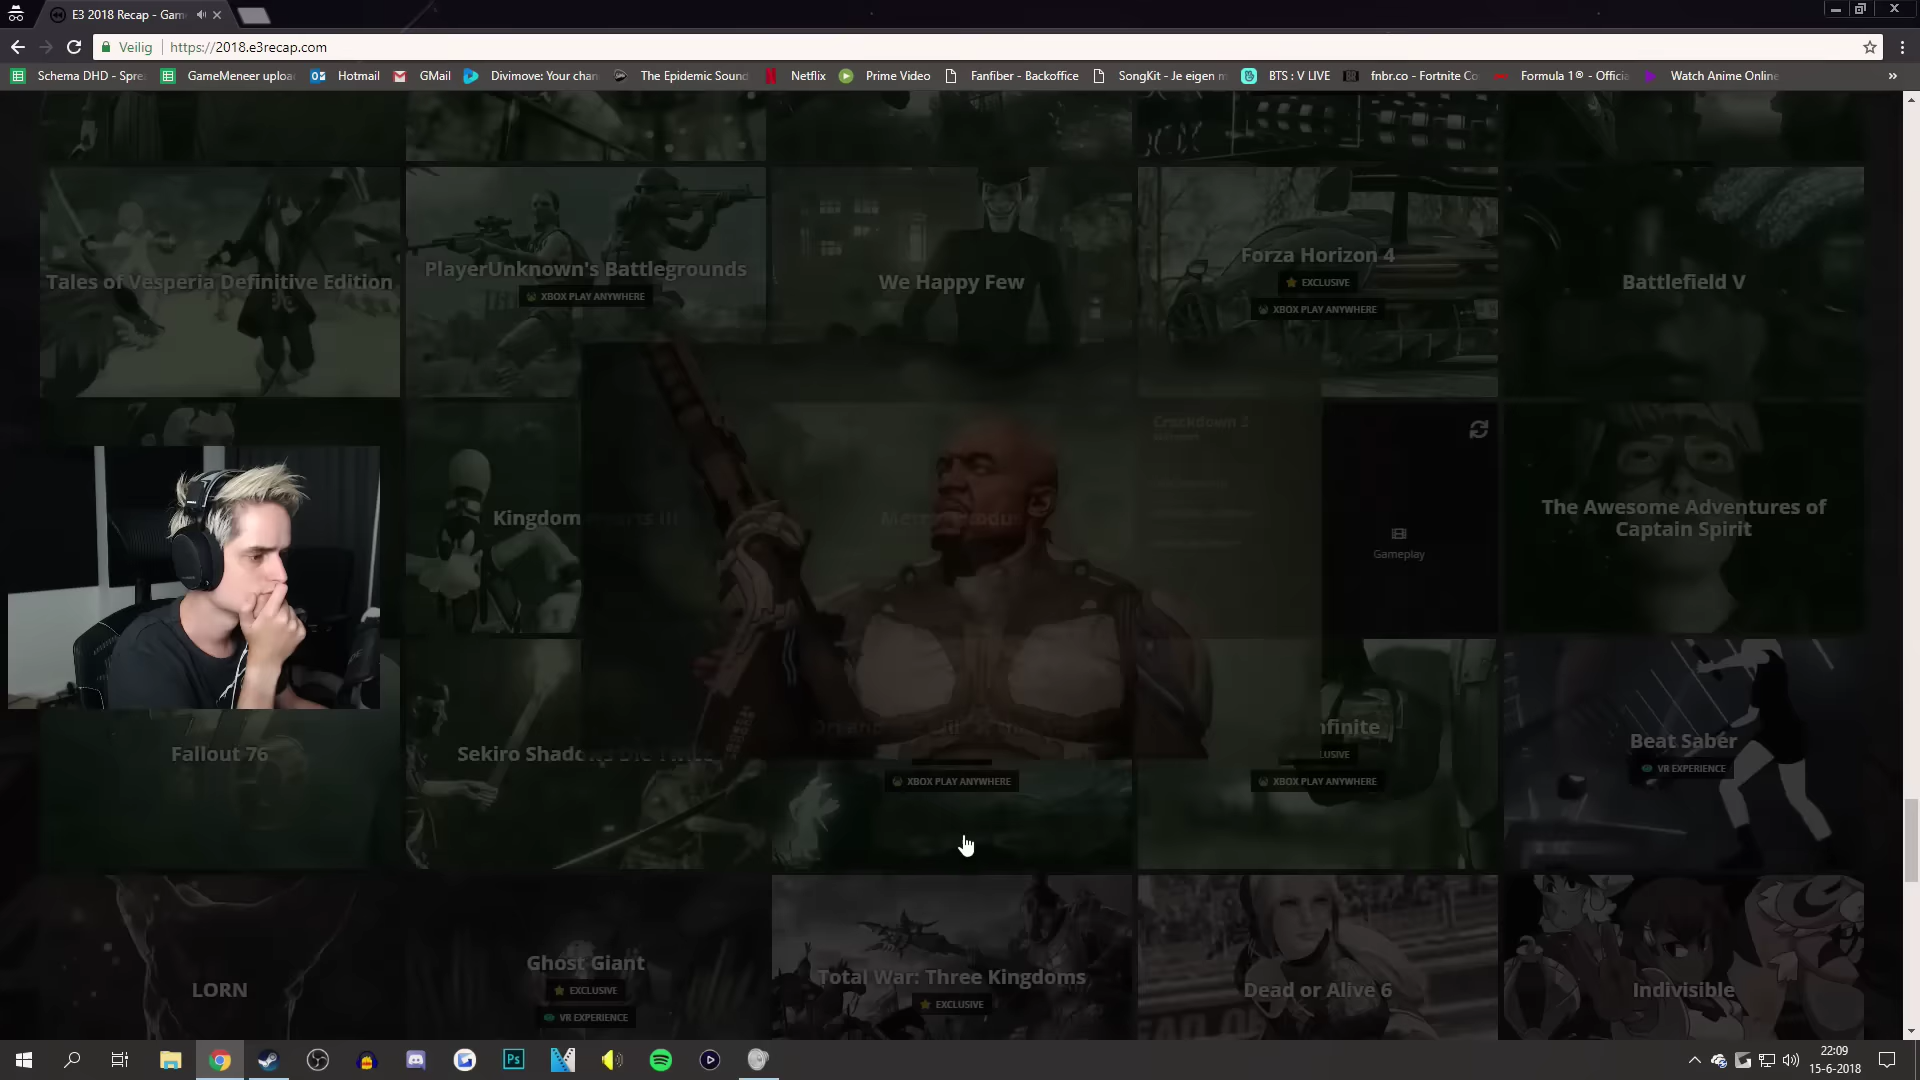 E3 2018 Recap - Gam
Veilig
https://2018.e3recap.com
Schema DHD - Spre
GameMeneer uploa
Hotmail
GMail
Divimove: Your chan
The Epidemic Sound
Netflix
Prime Video
Fanfiber - Backoffice
SongKit - Je eigen m
BTS : V LIVE
fnbr.co - Fortnite Co
Formula 1® - Officia
Watch Anime Online
»
Tales of Vesperia Definitive Edition
PlayerUnknown's Battlegrounds
XBOX PLAY ANYWHERE
We Happy Few
Forza Horizon 4
EXCLUSIVE
XBOX PLAY ANYWHERE
Battlefield V
Kingdom
Crackdown 3
Gameplay
The Awesome Adventures of
Captain Spirit
Fallout 76
Sekiro Shado
XBOX PLAY ANYWHERE
nfinite
LUSIVE
XBOX PLAY ANYWHERE
Beat Saber
VR EXPERIENCE
LORN
Ghost Giant
EXCLUSIVE
VR EXPERIENCE
Total War: Three Kingdoms
EXCLUSIVE
Dead or Alive 6
Indivisible
Ps
22:09
15-6-2018